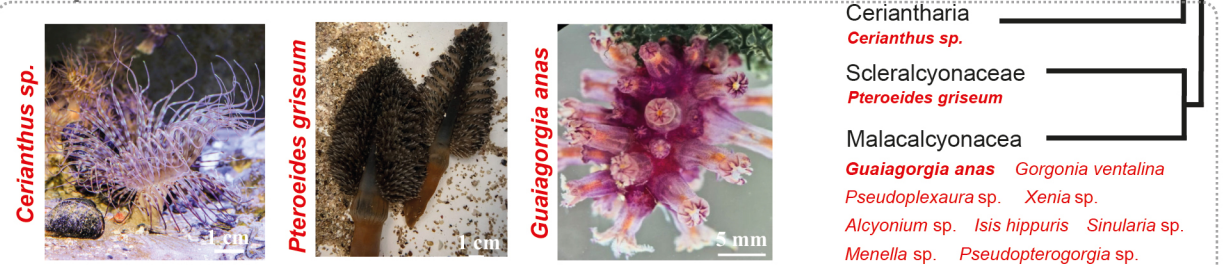 Cerianthus sp.
1 cm
Pteroeides griseum
1 cm
Guaiagorgia anas
5 mm
Ceriantharia
Cerianthus sp.
Scleralcyonaceae
Pteroeides griseum
Malacalcyonacea
Guaiagorgia anas Gorgonia ventalina
Pseudoplexaura sp. Xenia sp.
Alcyonium sp. Isis hippuris Sinularia sp.
Menella sp. Pseudopterogorgia sp.